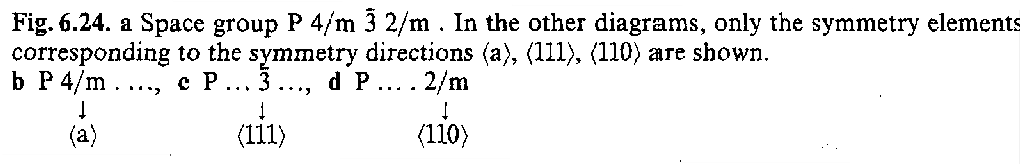 Fig. 6.24. a Space group P 4/m 3̄ 2/m . In the other diagrams, only the symmetry elements
corresponding to the symmetry directions ⟨a⟩, ⟨111⟩, ⟨110⟩ are shown.
b P 4/m . . . ., c P . . . 3̄ . . ., d P . . . . 2/m
↓ ↓ ↓
⟨a⟩ ⟨111⟩ ⟨110⟩